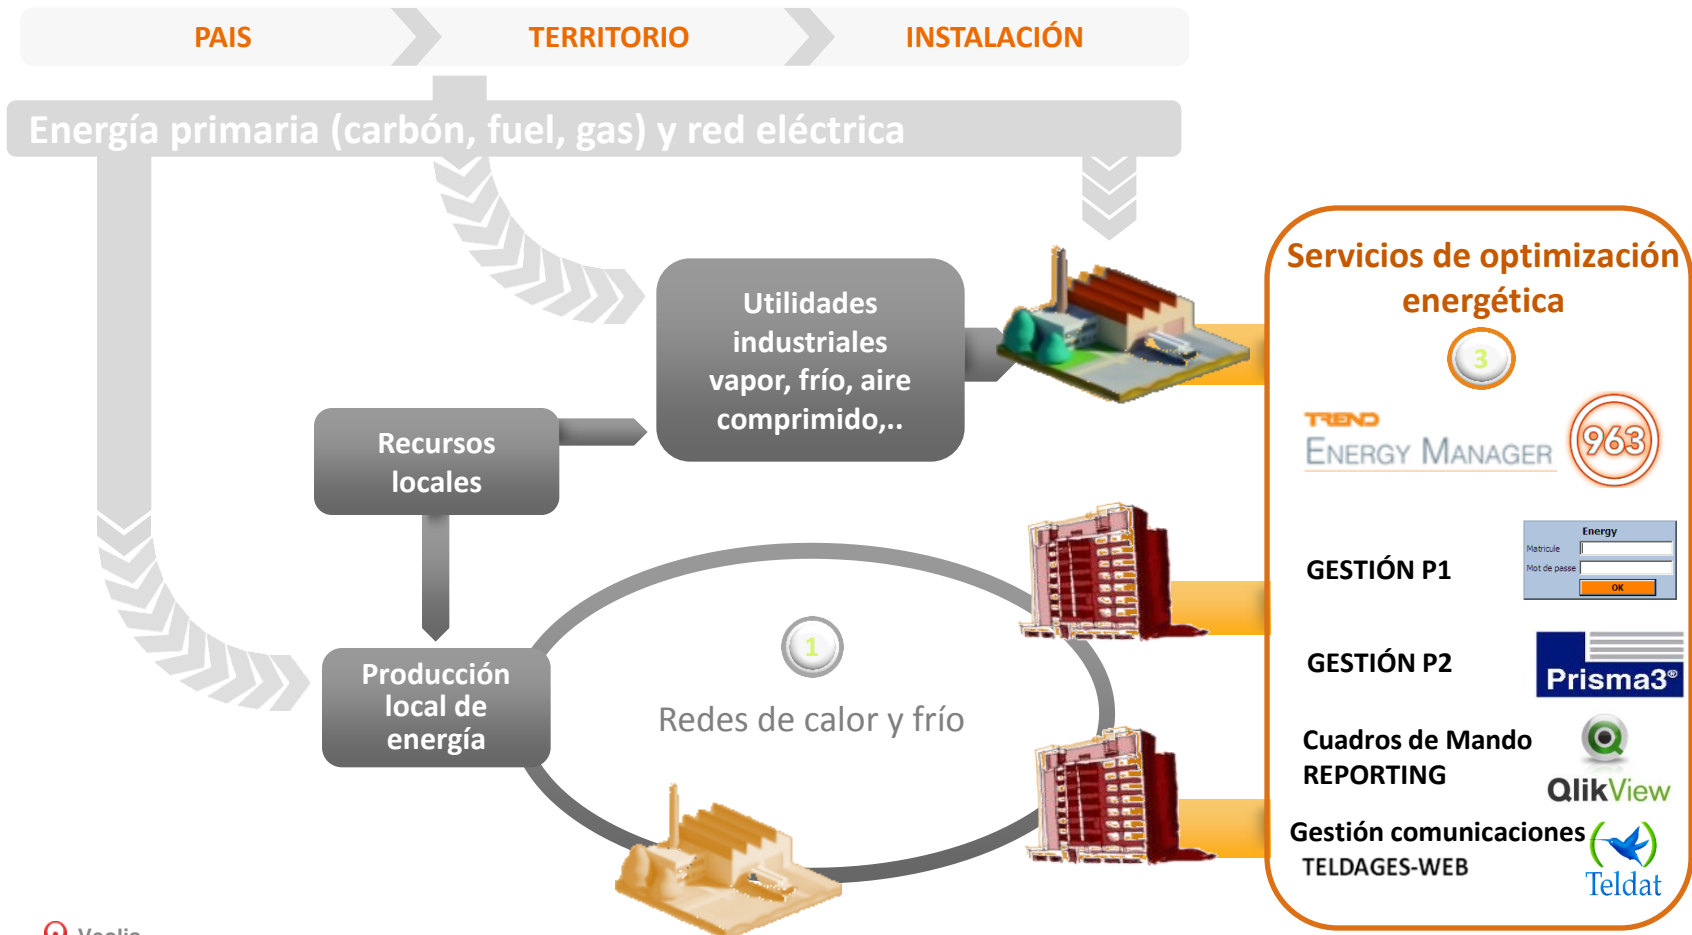 PAIS
TERRITORIO
INSTALACIÓN
Energía primaria (carbón, fuel, gas) y red eléctrica
Utilidades
industriales
vapor, frío, aire
comprimido,..
Recursos
locales
Producción
local de
energía
1
Redes de calor y frío
Servicios de optimización
energética
3
TREND
ENERGY MANAGER
963
GESTIÓN P1
Energy
Matricule
Mot de passe
OK
GESTIÓN P2
Prisma3®
Cuadros de Mando
REPORTING
QlikView
Gestión comunicaciones
TELDAGES-WEB
Teldat
Veolia